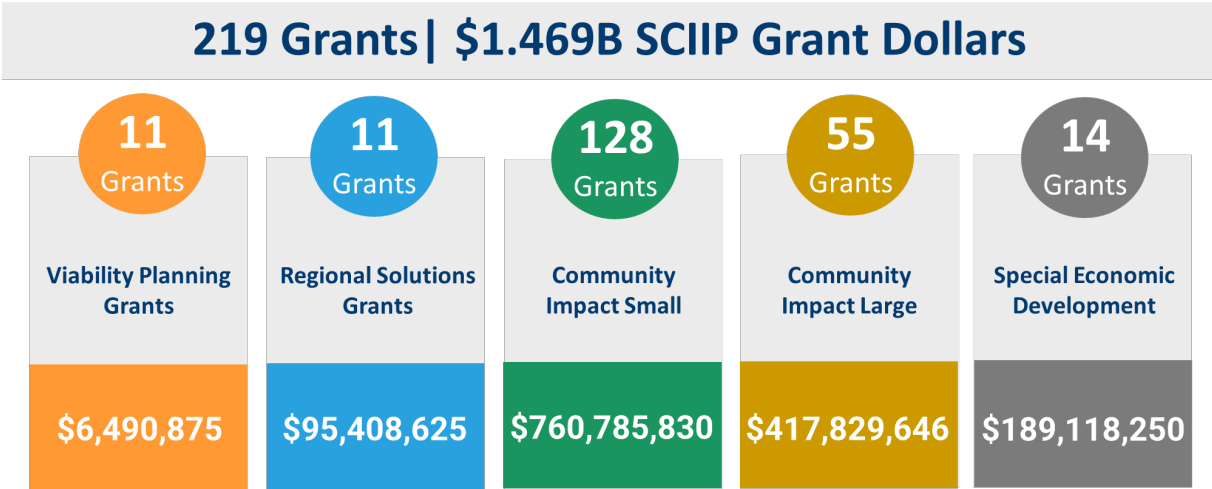 219 Grants| $1.469B SCIIP Grant Dollars
11
Grants
Viability Planning
Grants
$6,490,875
11
Grants
Regional Solutions
Grants
$95,408,625
128
Grants
Community
Impact Small
$760,785,830
55
Grants
Community
Impact Large
$417,829,646
14
Grants
Special Economic
Development
$189,118,250